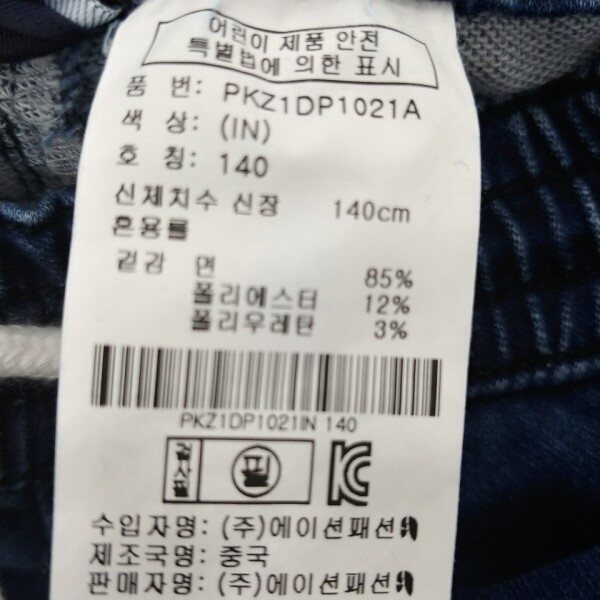 어린이 제품 안전
특별법에 의한 표시
품 번: PKZ1DP1021A
색 상: (IN)
호 칭: 140
신체치수 신장 140cm
혼용률
겉감 면 85%
폴리에스터 12%
폴리우레탄 3%
PKZ1DP1021IN 140
검사필 필 KC
수입자명: (주)에이션패션
제조국명: 중국
판매자명: (주)에이션패션